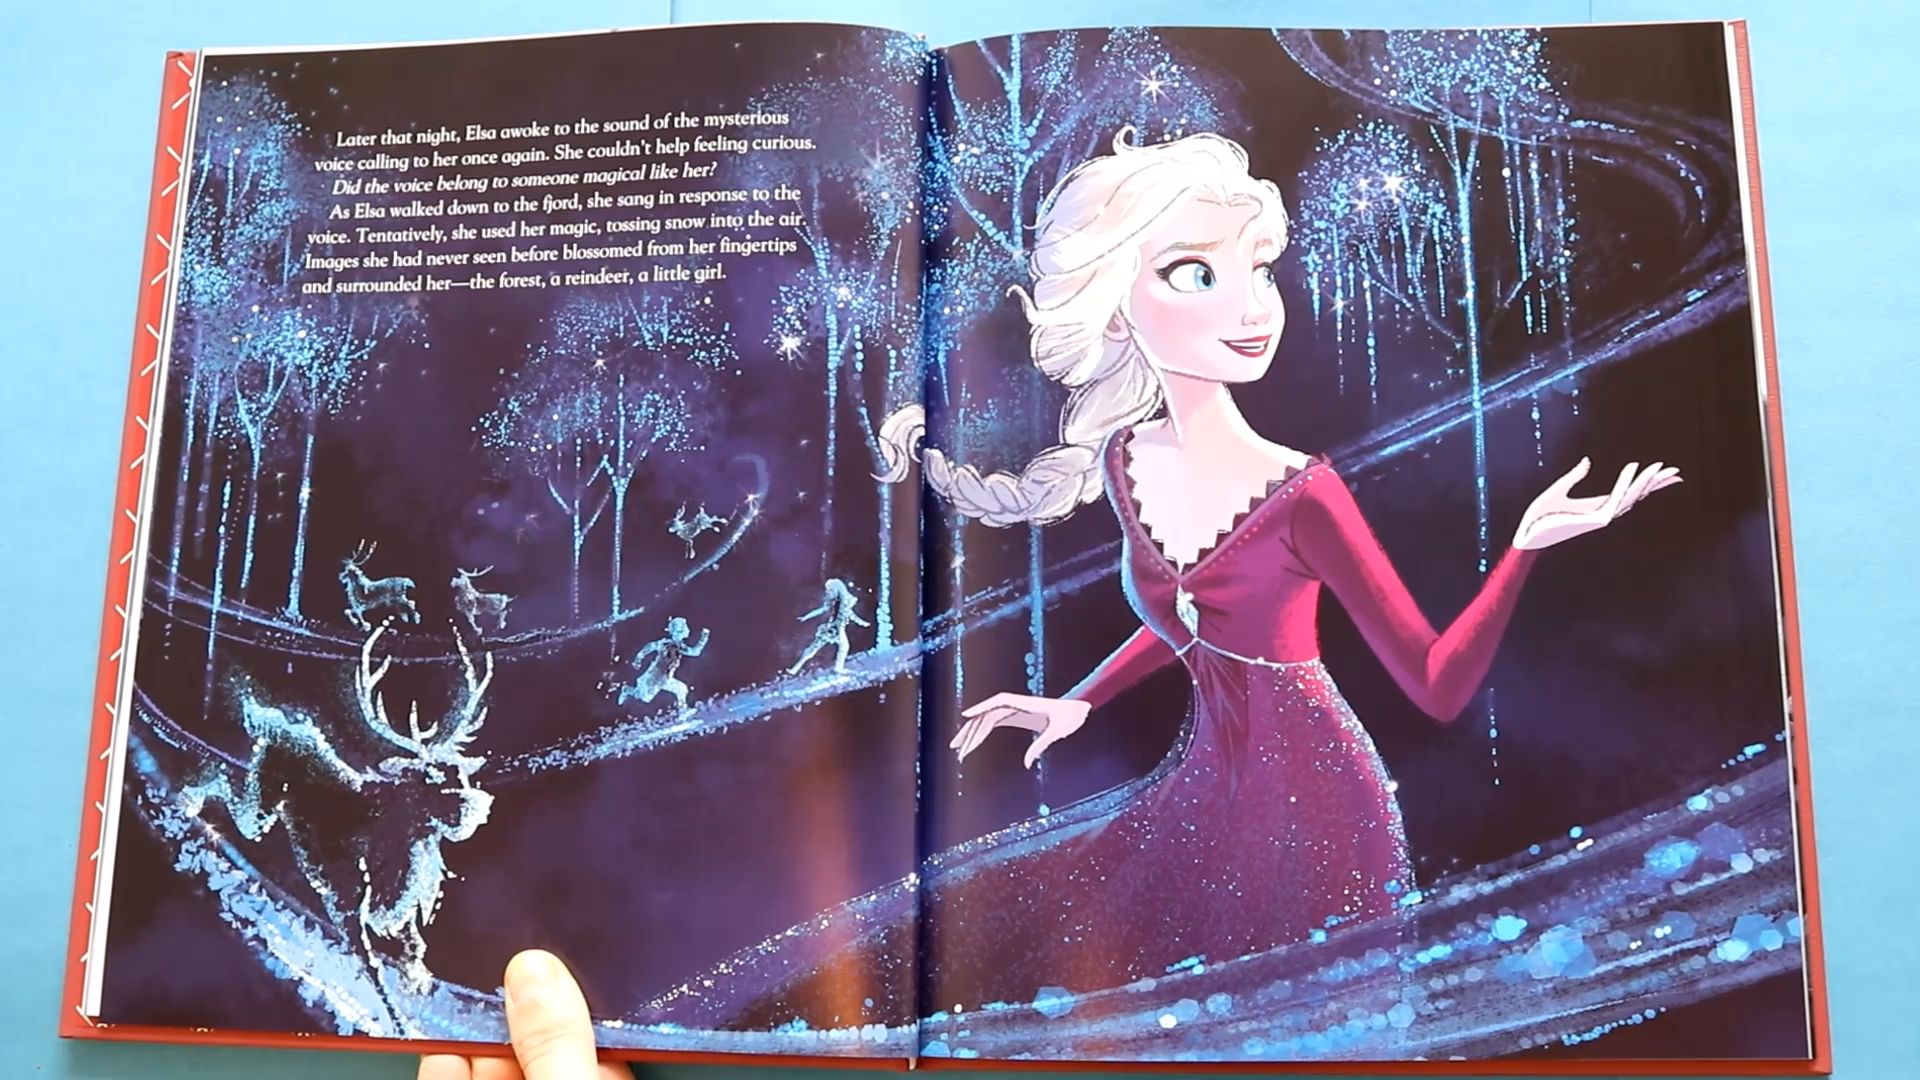 Later that night, Elsa awoke to the sound of the mysterious
voice calling to her once again. She couldn't help feeling curious.
Did the voice belong to someone magical like her?
As Elsa walked down to the fjord, she sang in response to the
voice. Tentatively, she used her magic, tossing snow into the air.
Images she had never seen before blossomed from her fingertips
and surrounded her—the forest, a reindeer, a little girl.